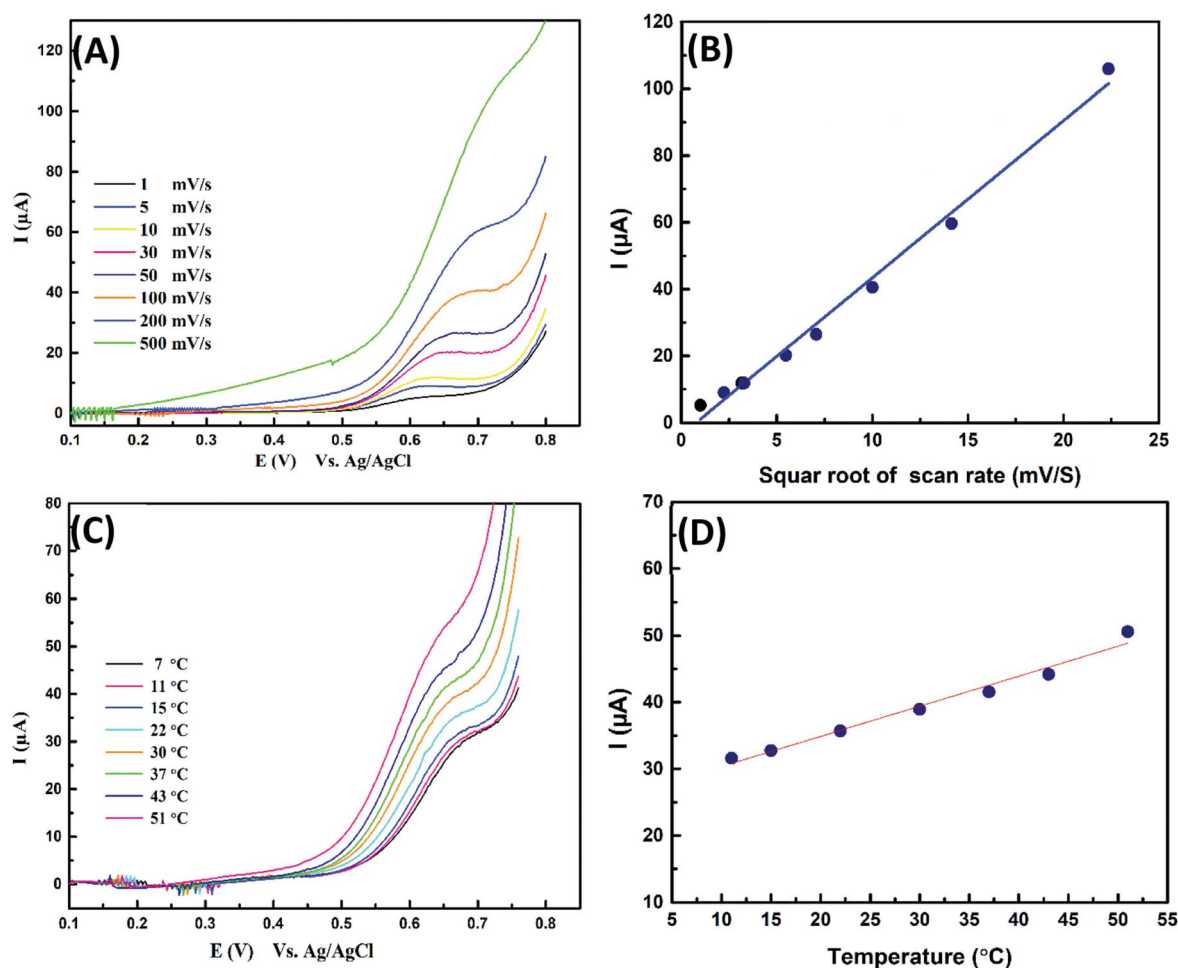 (A)
120
100
80
60
40
20
0
I (µA)
1 mV/s
5 mV/s
10 mV/s
30 mV/s
50 mV/s
100 mV/s
200 mV/s
500 mV/s
0.1 0.2 0.3 0.4 0.5 0.6 0.7 0.8
E (V) Vs. Ag/AgCl
(B)
120
100
80
60
40
20
0
I (µA)
0 5 10 15 20 25
Squar root of scan rate (mV/S)
(C)
80
70
60
50
40
30
20
10
0
I (µA)
7 °C
11 °C
15 °C
22 °C
30 °C
37 °C
43 °C
51 °C
0.1 0.2 0.3 0.4 0.5 0.6 0.7 0.8
E (V) Vs. Ag/AgCl
(D)
70
60
50
40
30
20
10
I (µA)
5 10 15 20 25 30 35 40 45 50 55
Temperature (°C)